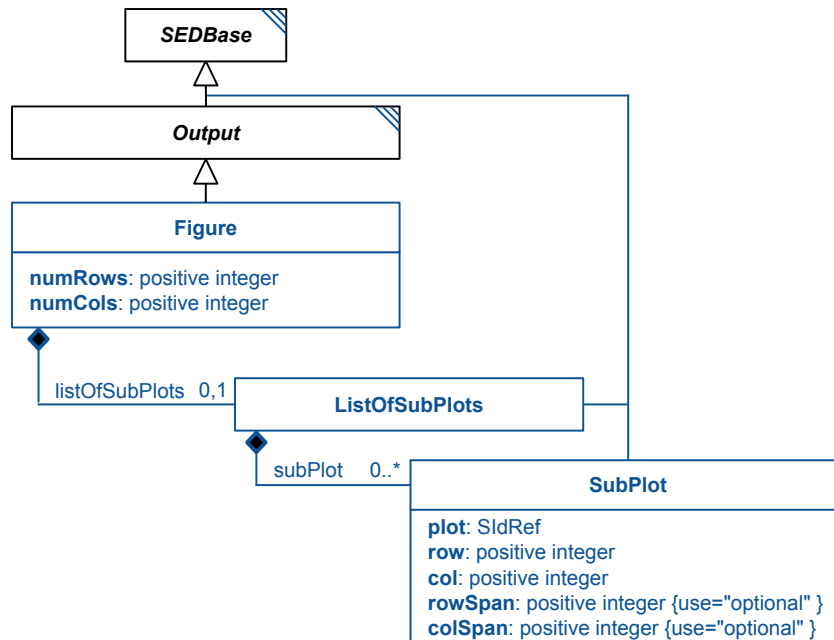 SEDBase
Output
Figure
numRows: positive integer
numCols: positive integer
listOfSubPlots 0,1
ListOfSubPlots
subPlot 0..*
SubPlot
plot: SIdRef
row: positive integer
col: positive integer
rowSpan: positive integer {use="optional" }
colSpan: positive integer {use="optional" }